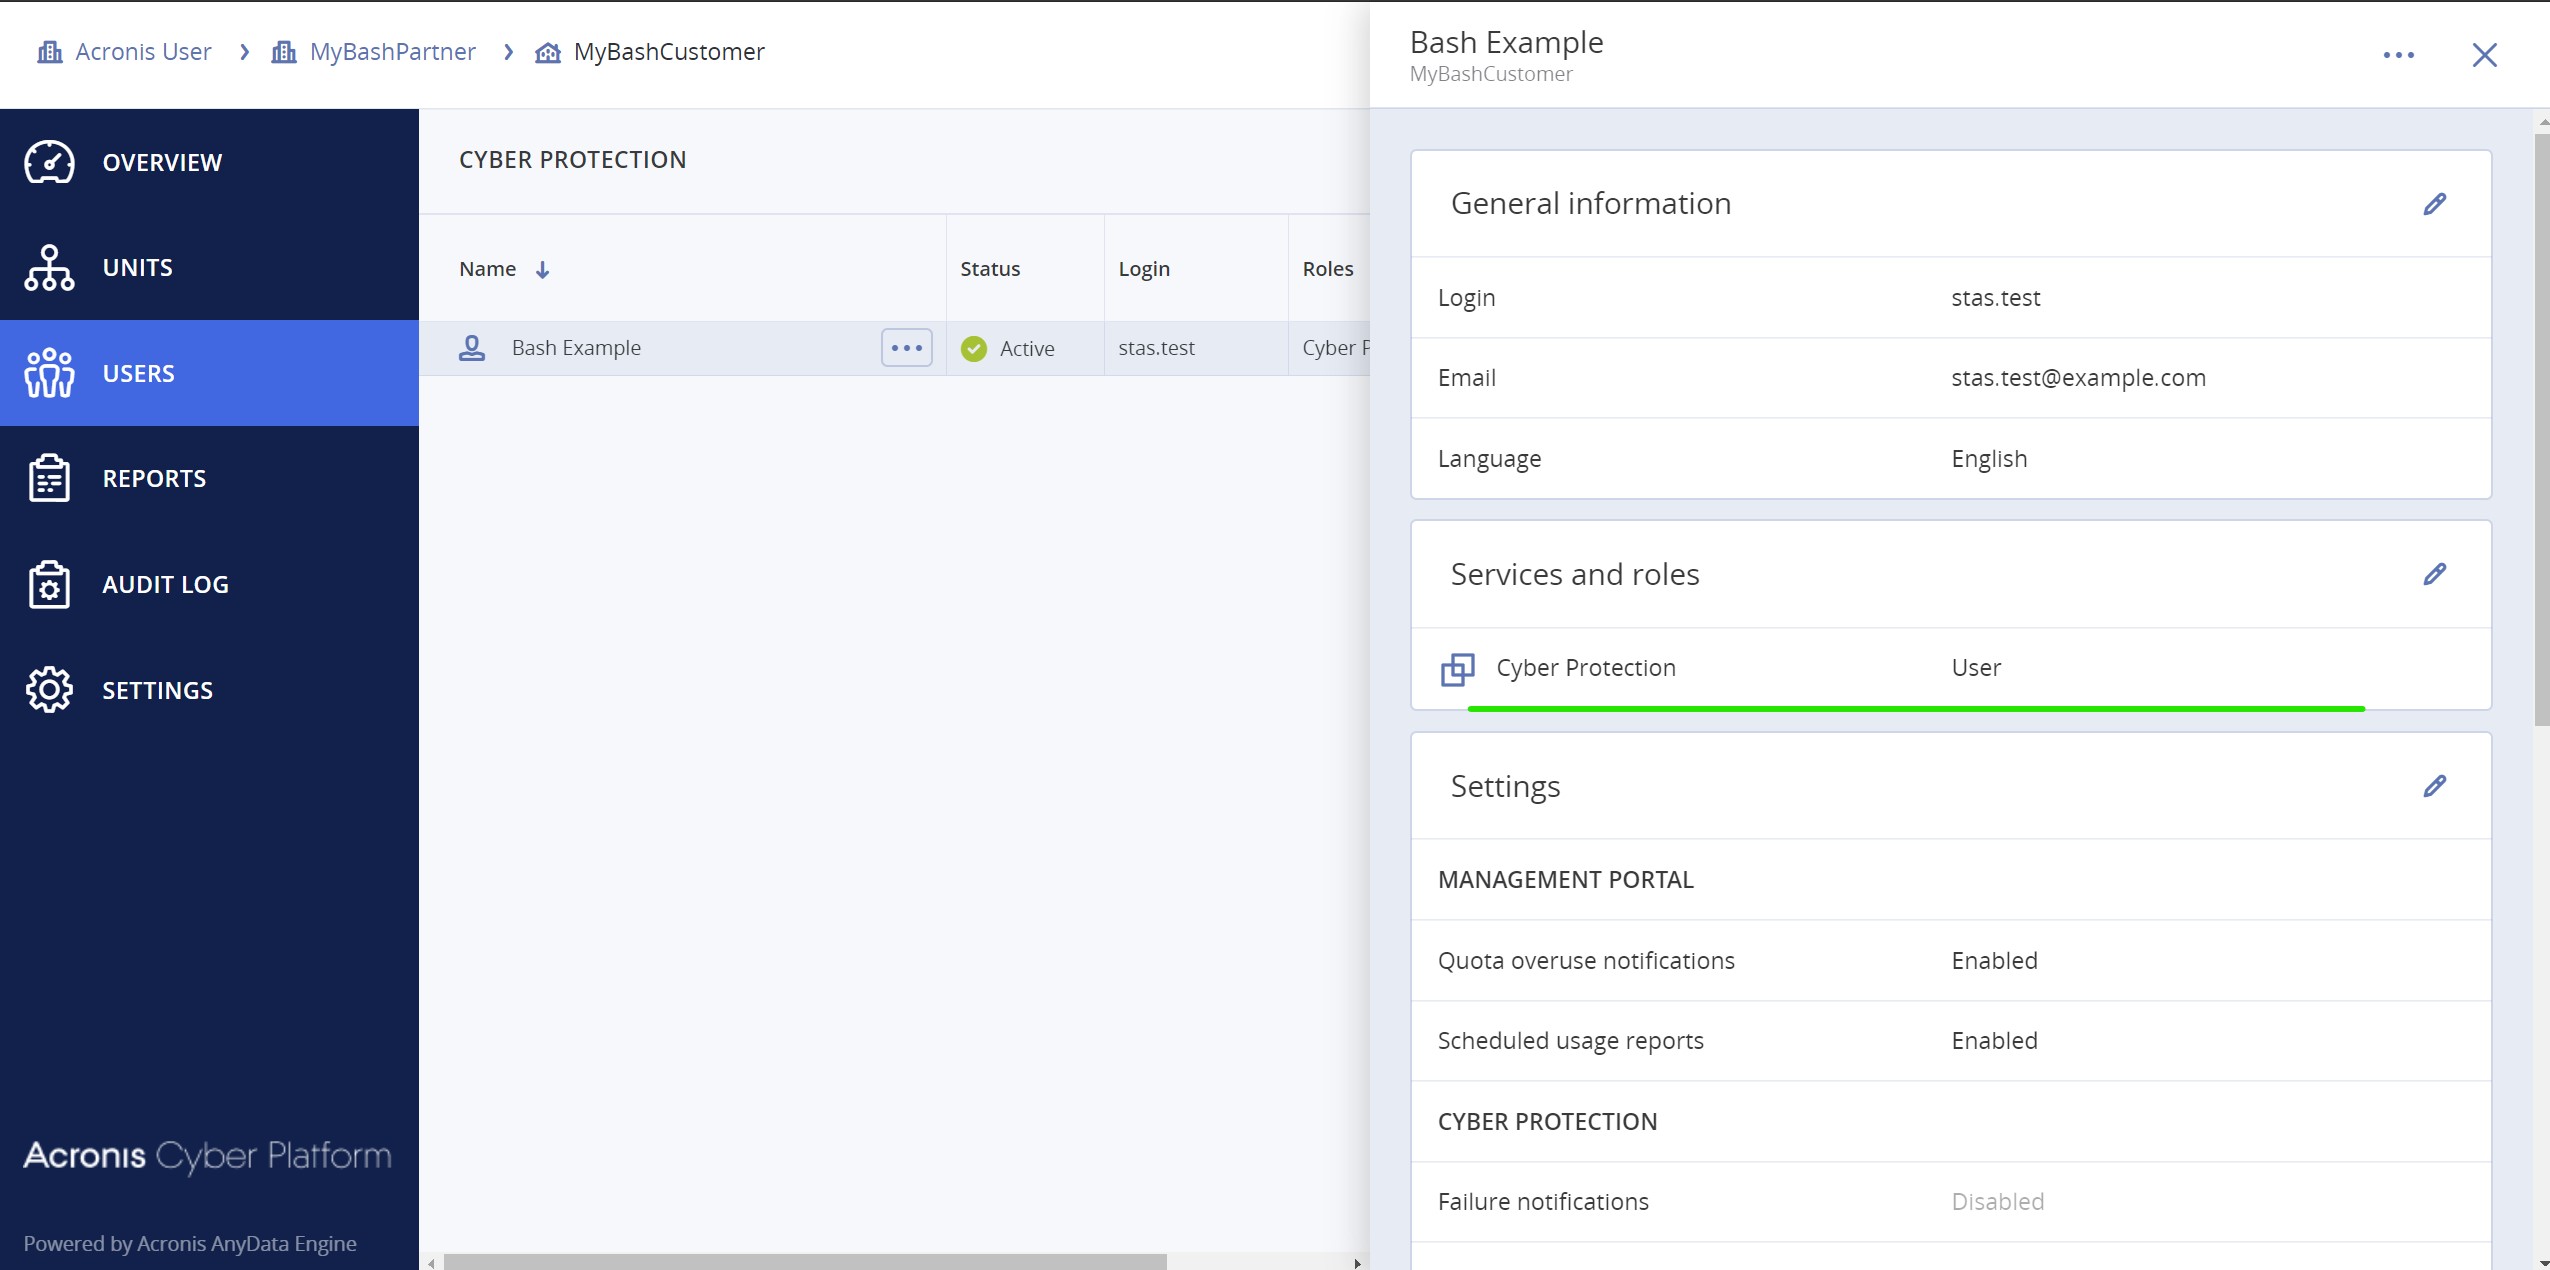 Acronis User > MyBashPartner > MyBashCustomer
OVERVIEW
UNITS
USERS
REPORTS
AUDIT LOG
SETTINGS
Acronis Cyber Platform
Powered by Acronis AnyData Engine
CYBER PROTECTION
Name Status Login Roles
Bash Example Active stas.test Cyber P
Bash Example
MyBashCustomer
General information
Login stas.test
Email stas.test@example.com
Language English
Services and roles
Cyber Protection User
Settings
MANAGEMENT PORTAL
Quota overuse notifications Enabled
Scheduled usage reports Enabled
CYBER PROTECTION
Failure notifications Disabled